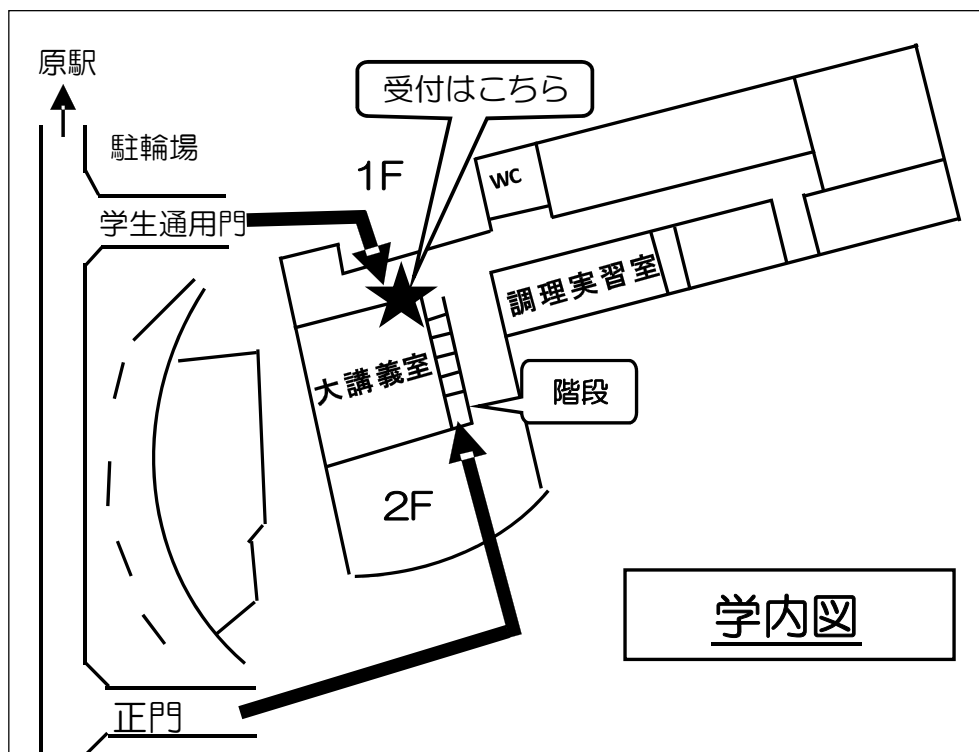 原駅
受付はこちら
駐輪場
1F
WC
学生通用門
調理実習室
大講義室
階段
2F
学内図
正門